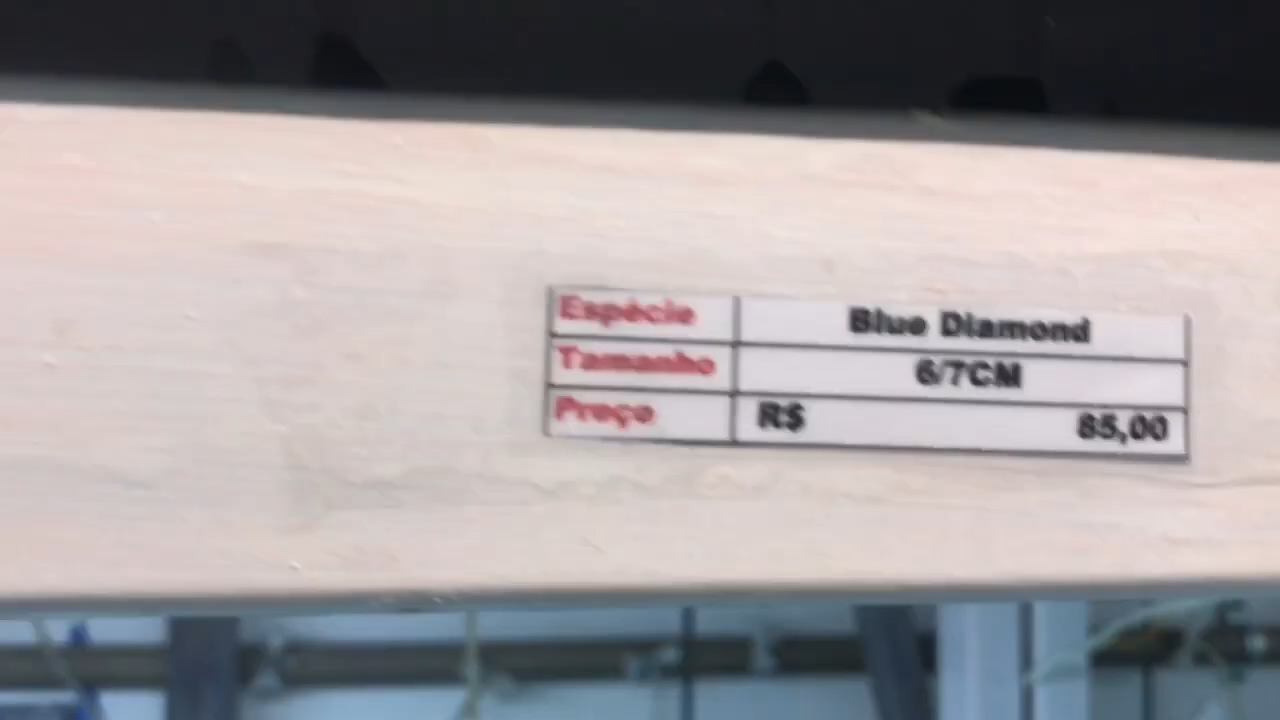 Espécie Blue Diamond
Tamanho 6/7CM
Preço R$ 85,00